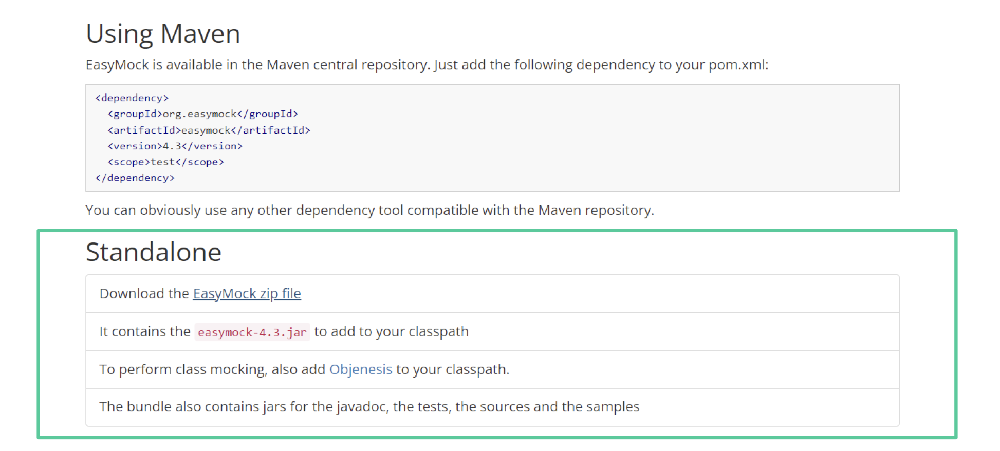 Using Maven
EasyMock is available in the Maven central repository. Just add the following dependency to your pom.xml:
<dependency>
  <groupId>org.easymock</groupId>
  <artifactId>easymock</artifactId>
  <version>4.3</version>
  <scope>test</scope>
</dependency>
You can obviously use any other dependency tool compatible with the Maven repository.
Standalone
Download the EasyMock zip file
It contains the easymock-4.3.jar to add to your classpath
To perform class mocking, also add Objenesis to your classpath.
The bundle also contains jars for the javadoc, the tests, the sources and the samples